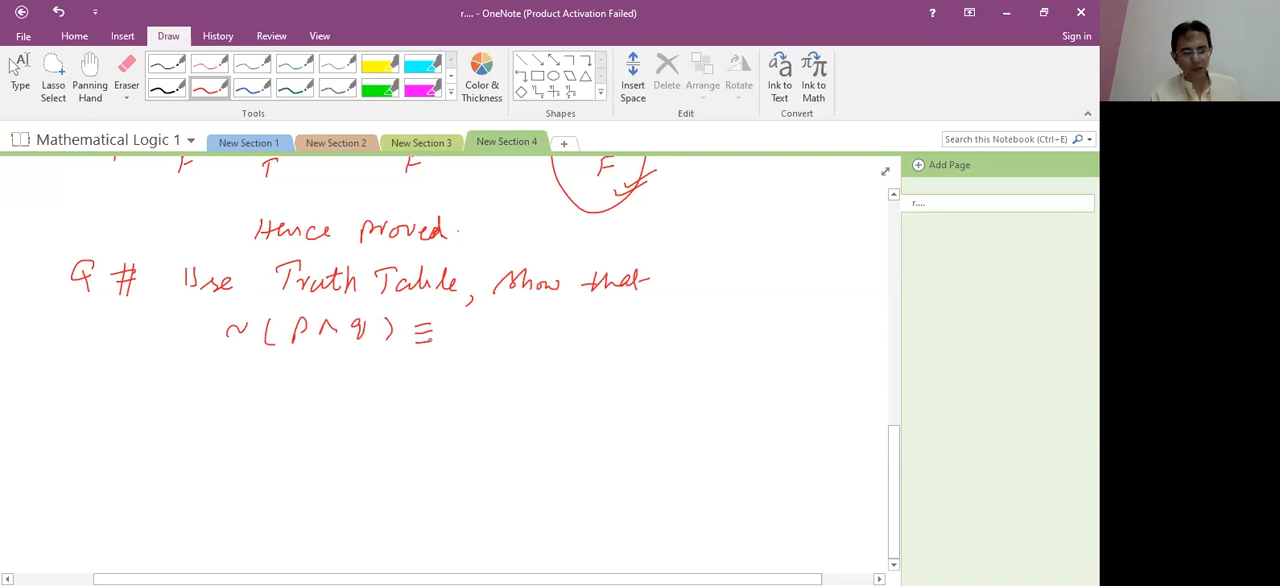 r.... - OneNote (Product Activation Failed)
?
File Home Insert Draw History Review View
Sign in
Type
Lasso Select
Panning Hand
Eraser
Color & Thickness
Insert Space
Delete
Arrange
Rotate
Ink to Text
Ink to Math
Tools
Shapes
Edit
Convert
Mathematical Logic 1
New Section 1
New Section 2
New Section 3
New Section 4
+
Search this Notebook (Ctrl+E)
Add Page
r....
F T F F
Hence proved.
Q # Use Truth Table, show that
~ ( p ∧ q ) ≡